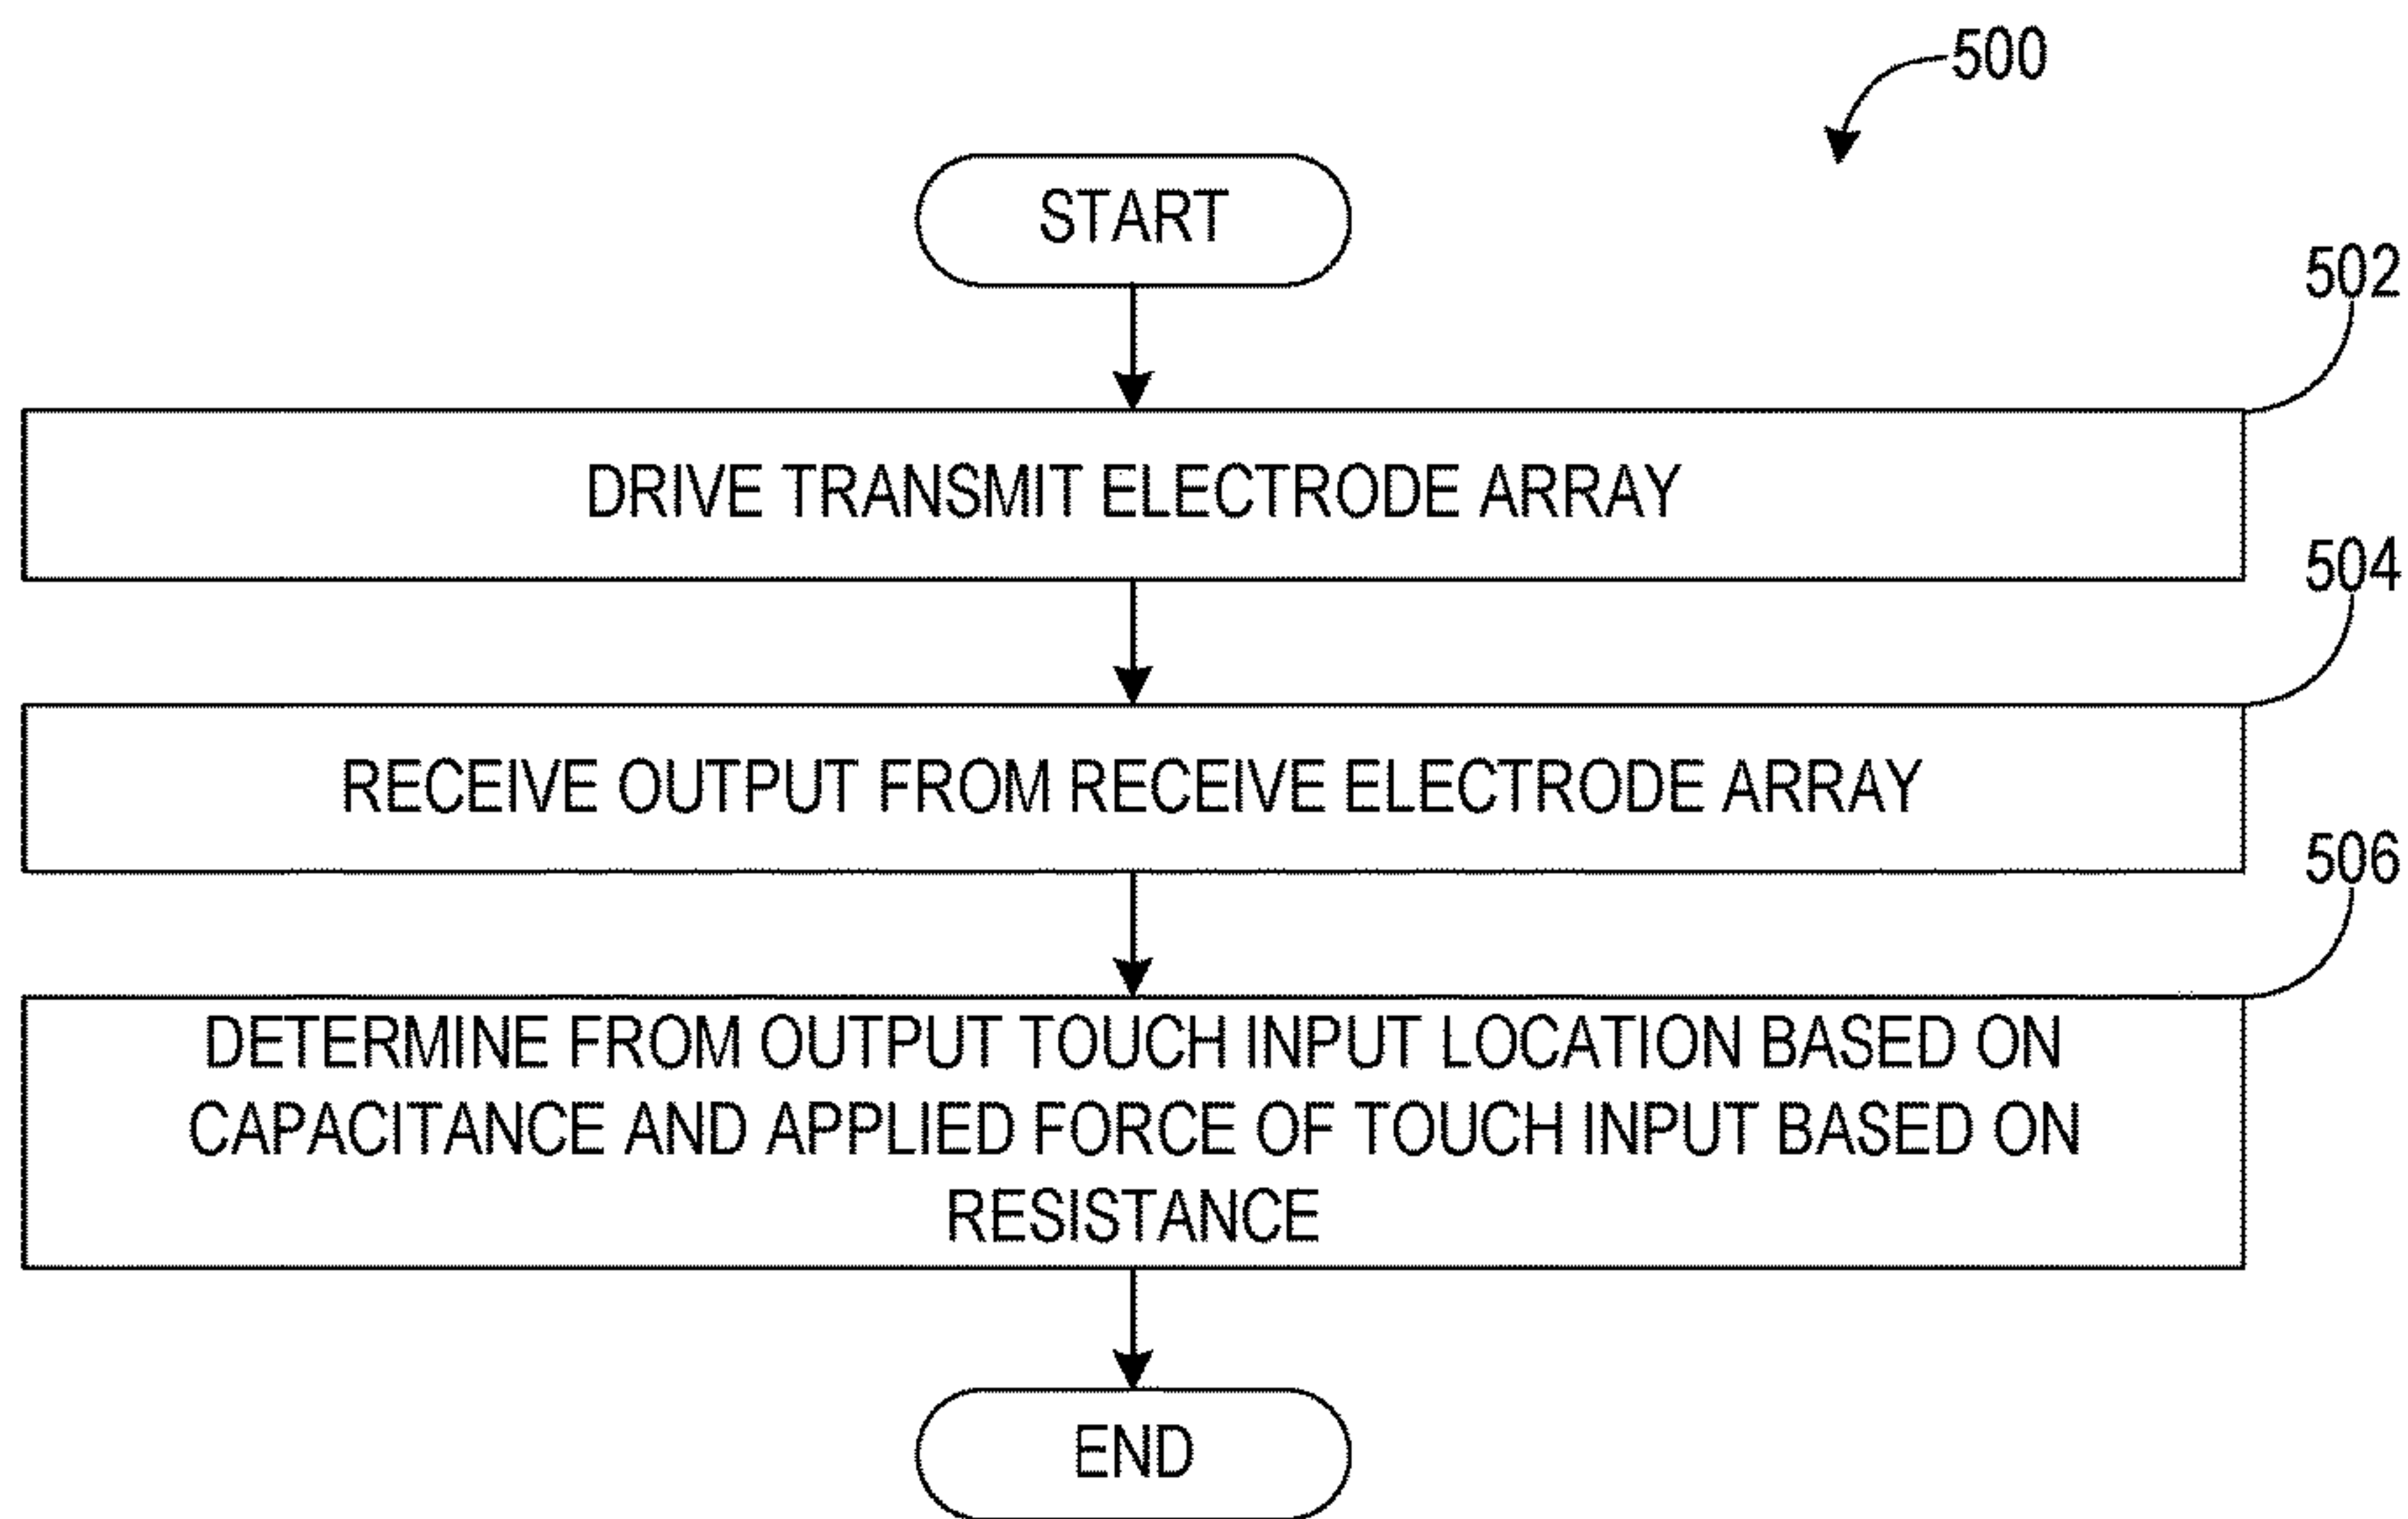 500
START
502
DRIVE TRANSMIT ELECTRODE ARRAY
504
RECEIVE OUTPUT FROM RECEIVE ELECTRODE ARRAY
506
DETERMINE FROM OUTPUT TOUCH INPUT LOCATION BASED ON
CAPACITANCE AND APPLIED FORCE OF TOUCH INPUT BASED ON
RESISTANCE
END